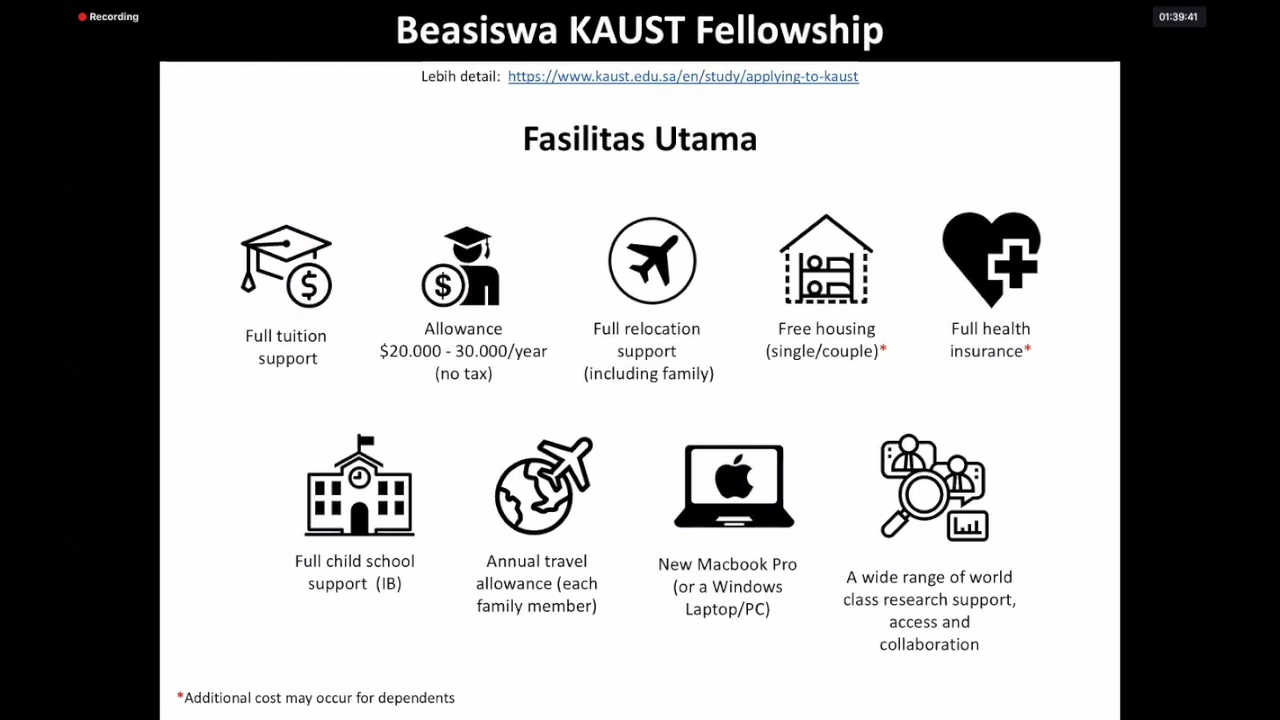 Recording
Beasiswa KAUST Fellowship
01:39:41
Lebih detail: https://www.kaust.edu.sa/en/study/applying-to-kaust
Fasilitas Utama
Full tuition
support
Allowance
$20.000 - 30.000/year
(no tax)
Full relocation
support
(including family)
Free housing
(single/couple)*
Full health
insurance*
Full child school
support (IB)
Annual travel
allowance (each
family member)
New Macbook Pro
(or a Windows
Laptop/PC)
A wide range of world
class research support,
access and
collaboration
*Additional cost may occur for dependents